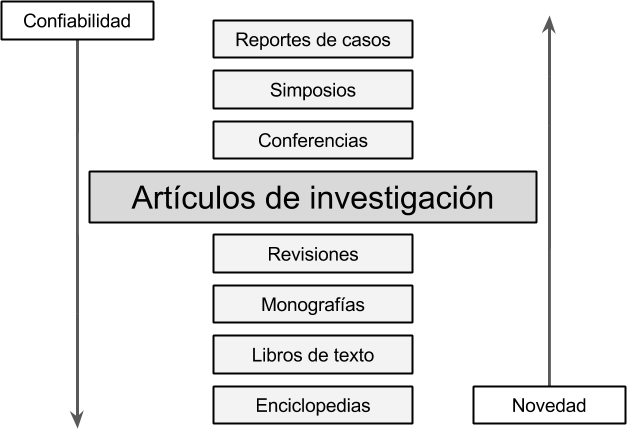 Confiabilidad
Reportes de casos
Simposios
Conferencias
Artículos de investigación
Revisiones
Monografías
Libros de texto
Enciclopedias
Novedad